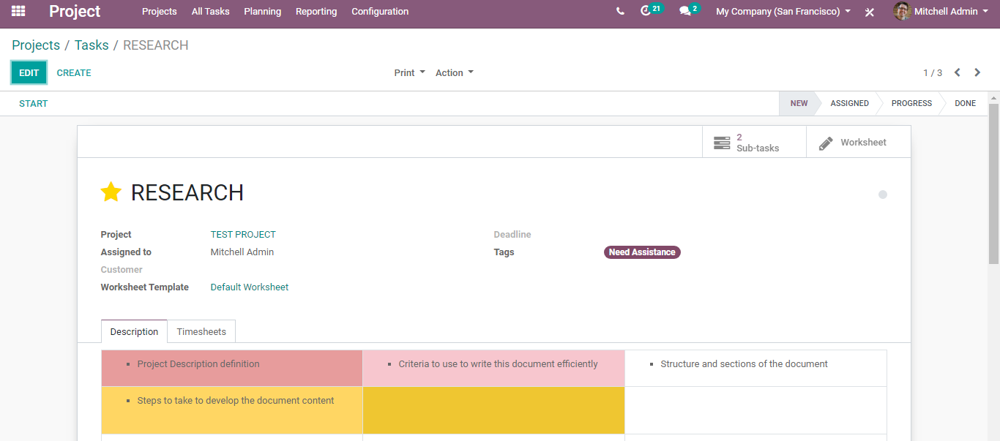 Project Projects All Tasks Planning Reporting Configuration 21 2 My Company (San Francisco) Mitchell Admin
Projects / Tasks / RESEARCH
EDIT CREATE Print Action 1 / 3
START NEW ASSIGNED PROGRESS DONE
2
Sub-tasks Worksheet
RESEARCH
Project TEST PROJECT Deadline
Assigned to Mitchell Admin Tags Need Assistance
Customer
Worksheet Template Default Worksheet
Description Timesheets
▪ Project Description definition ▪ Criteria to use to write this document efficiently ▪ Structure and sections of the document
▪ Steps to take to develop the document content